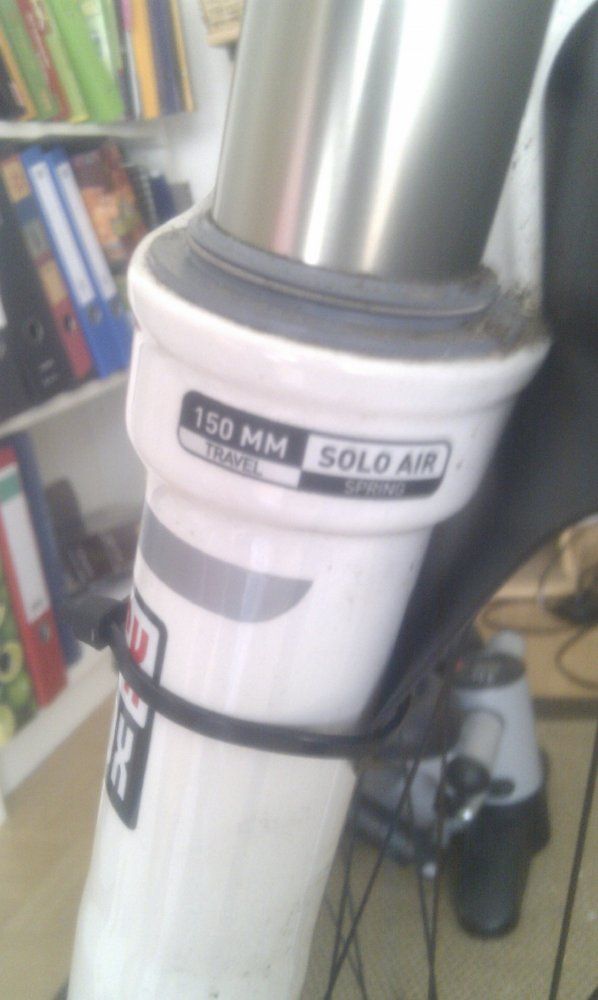 150 MM
TRAVEL
SOLO AIR
SPRING